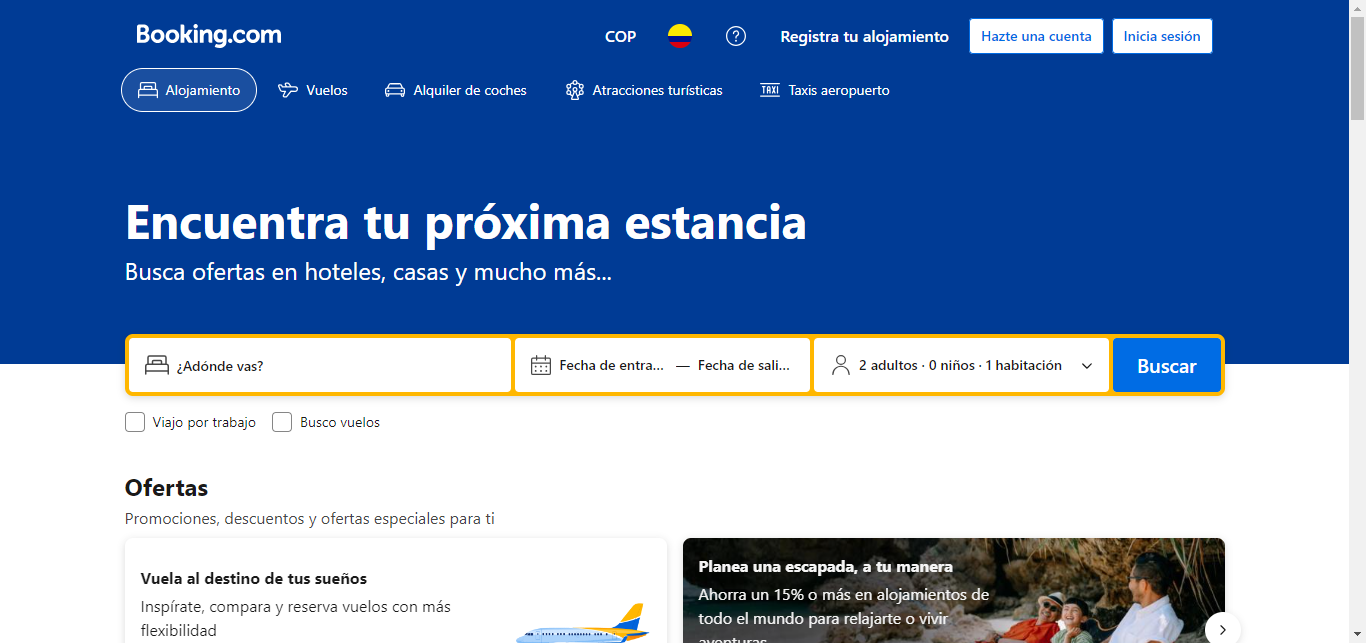 Booking.com
COP
Registra tu alojamiento
Hazte una cuenta
Inicia sesión
Alojamiento
Vuelos
Alquiler de coches
Atracciones turísticas
TAXI
Taxis aeropuerto
Encuentra tu próxima estancia
Busca ofertas en hoteles, casas y mucho más...
¿Adónde vas?
Fecha de entra... — Fecha de sali...
2 adultos · 0 niños · 1 habitación
Buscar
Viajo por trabajo
Busco vuelos
Ofertas
Promociones, descuentos y ofertas especiales para ti
Vuela al destino de tus sueños
Inspírate, compara y reserva vuelos con más
flexibilidad
Planea una escapada, a tu manera
Ahorra un 15% o más en alojamientos de
todo el mundo para relajarte o vivir
aventuras